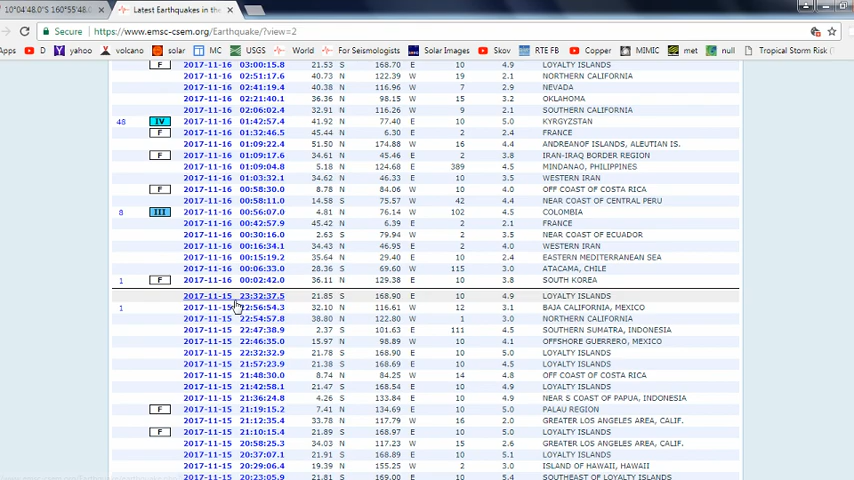 10°04'48.0"S 160°55'48.0 × Latest Earthquakes in the ×
Secure https://www.emsc-csem.org/Earthquake/?view=2
Apps D yahoo volcano solar MC USGS World For Seismologists Solar Images Skov RTE FB Copper MIMIC met null Tropical Storm Risk (
F 2017-11-16 03:00:15.8 21.53 S 168.70 E 10 4.9 LOYALTY ISLANDS
2017-11-16 02:51:17.6 40.73 N 122.32 W 19 2.1 NORTHERN CALIFORNIA
2017-11-16 02:41:19.4 40.38 N 116.96 W 7 2.9 NEVADA
2017-11-16 02:21:40.1 36.36 N 98.15 W 15 3.2 OKLAHOMA
2017-11-16 02:06:02.4 32.91 N 116.26 W 9 2.1 SOUTHERN CALIFORNIA
48 IV 2017-11-16 01:42:57.4 41.92 N 77.40 E 10 5.0 KYRGYZSTAN
F 2017-11-16 01:32:46.5 45.44 N 6.30 E 2 2.4 FRANCE
2017-11-16 01:09:22.4 51.50 N 174.88 W 16 4.4 ANDREANOF ISLANDS, ALEUTIAN IS.
F 2017-11-16 01:09:17.6 34.61 N 45.46 E 2 3.8 IRAN-IRAQ BORDER REGION
2017-11-16 01:09:04.8 5.18 N 124.68 E 389 4.5 MINDANAO, PHILIPPINES
2017-11-16 01:03:32.1 34.62 N 46.33 E 10 3.5 WESTERN IRAN
F 2017-11-16 00:58:30.0 8.78 N 84.06 W 10 4.0 OFF COAST OF COSTA RICA
2017-11-16 00:58:11.0 14.58 S 75.57 W 42 4.4 NEAR COAST OF CENTRAL PERU
8 III 2017-11-16 00:56:07.0 4.81 N 76.14 W 102 4.5 COLOMBIA
2017-11-16 00:42:57.9 45.42 N 6.39 E 2 2.1 FRANCE
2017-11-16 00:30:16.0 2.63 S 79.94 W 2 3.5 NEAR COAST OF ECUADOR
2017-11-16 00:16:34.1 34.43 N 46.95 E 2 4.0 WESTERN IRAN
2017-11-16 00:15:19.2 35.64 N 29.40 E 10 2.4 EASTERN MEDITERRANEAN SEA
2017-11-16 00:06:33.0 28.36 S 69.60 W 115 3.0 ATACAMA, CHILE
1 F 2017-11-16 00:02:42.0 36.11 N 129.38 E 10 3.8 SOUTH KOREA
2017-11-15 23:32:37.5 21.85 S 168.90 E 10 4.9 LOYALTY ISLANDS
1 2017-11-15 22:56:54.3 32.10 N 116.61 W 12 3.1 BAJA CALIFORNIA, MEXICO
2017-11-15 22:54:57.8 38.80 N 122.80 W 1 3.0 NORTHERN CALIFORNIA
2017-11-15 22:47:38.9 2.37 S 101.63 E 111 4.5 SOUTHERN SUMATRA, INDONESIA
2017-11-15 22:46:35.0 15.97 N 98.89 W 10 4.1 OFFSHORE GUERRERO, MEXICO
2017-11-15 22:32:32.9 21.78 S 168.90 E 10 5.0 LOYALTY ISLANDS
2017-11-15 21:57:23.9 21.38 S 168.69 E 10 4.5 LOYALTY ISLANDS
2017-11-15 21:48:30.0 8.74 N 84.25 W 14 4.8 OFF COAST OF COSTA RICA
2017-11-15 21:42:58.1 21.47 S 168.54 E 10 4.9 LOYALTY ISLANDS
2017-11-15 21:36:24.8 4.26 S 133.84 E 10 4.5 NEAR S COAST OF PAPUA, INDONESIA
F 2017-11-15 21:19:15.2 7.41 N 134.69 E 10 5.0 PALAU REGION
2017-11-15 21:12:35.4 33.78 N 117.79 W 16 2.0 GREATER LOS ANGELES AREA, CALIF.
F 2017-11-15 21:10:15.4 21.89 S 168.97 E 10 5.0 LOYALTY ISLANDS
2017-11-15 20:58:25.3 34.03 N 117.23 W 15 2.6 GREATER LOS ANGELES AREA, CALIF.
2017-11-15 20:37:07.1 21.91 S 168.89 E 10 5.1 LOYALTY ISLANDS
2017-11-15 20:29:06.4 19.39 N 155.25 W 2 3.0 ISLAND OF HAWAII, HAWAII
2017-11-15 20:23:05.9 21.81 S 169.00 E 10 5.4 SOUTHEAST OF LOYALTY ISLANDS